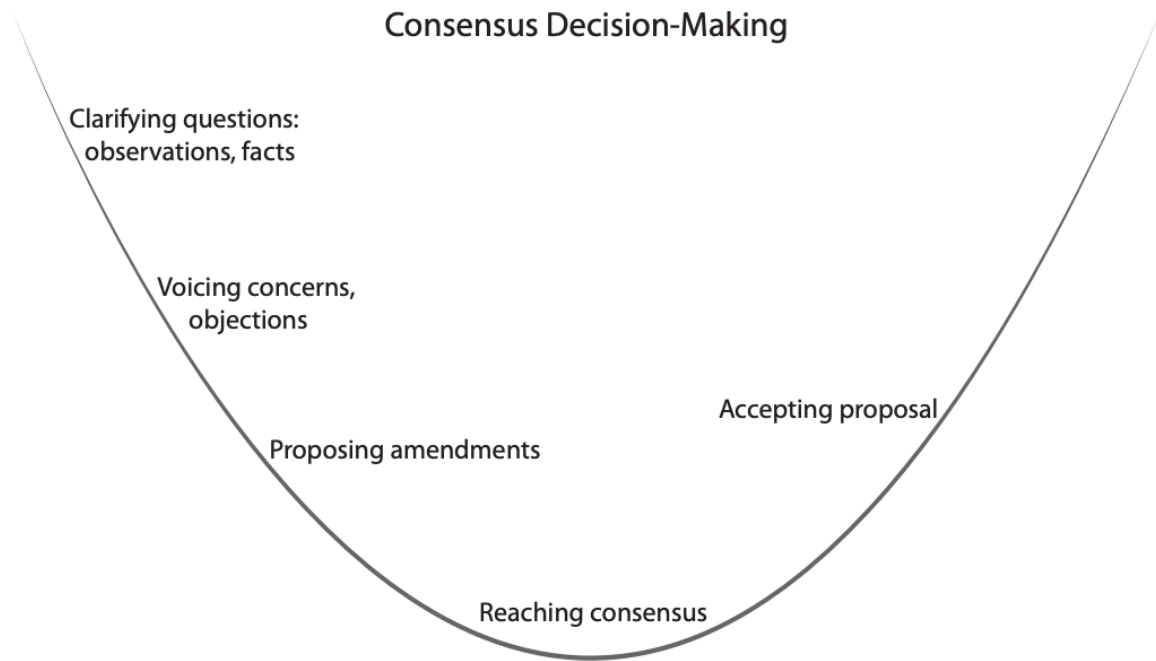 Consensus Decision-Making
Clarifying questions:
observations, facts
Voicing concerns,
objections
Proposing amendments
Reaching consensus
Accepting proposal